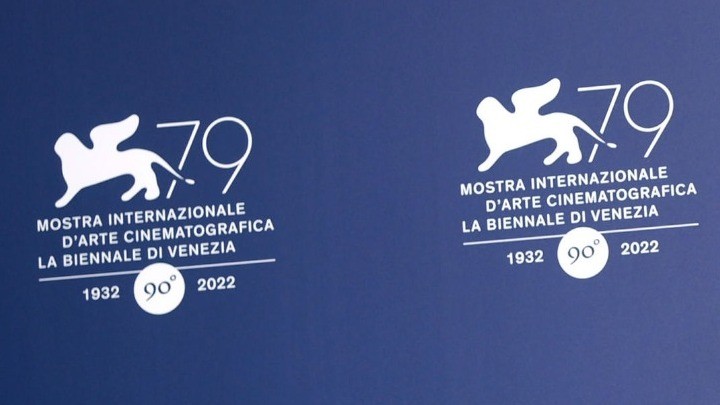 79
MOSTRA INTERNAZIONALE
D'ARTE CINEMATOGRAFICA
LA BIENNALE DI VENEZIA
1932 90° 2022
79
MOSTRA INTERNAZIONALE
D'ARTE CINEMATOGRAFICA
LA BIENNALE DI VENEZIA
1932 90° 2022